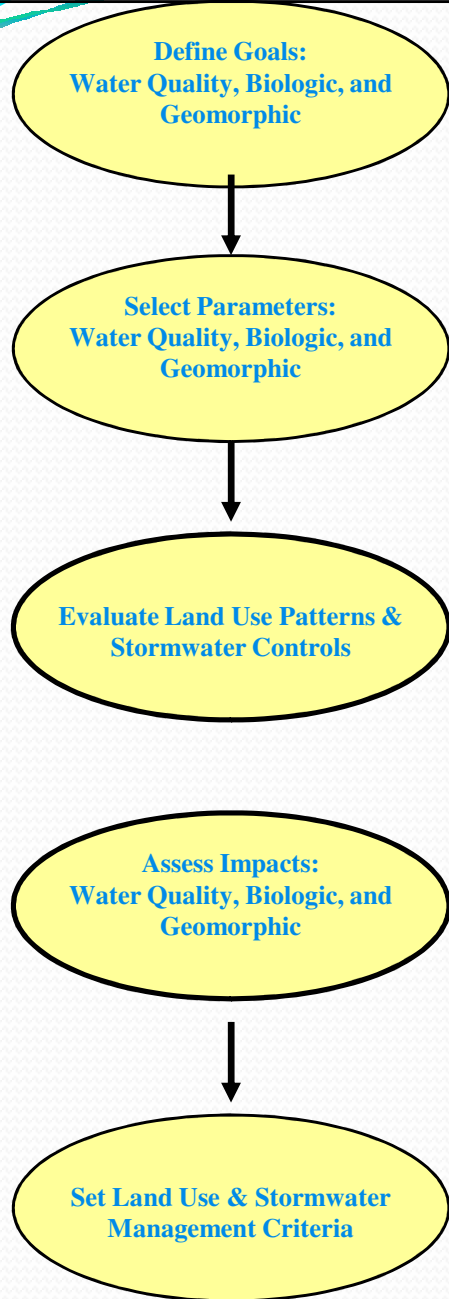 Define Goals:
Water Quality, Biologic, and
Geomorphic
Select Parameters:
Water Quality, Biologic, and
Geomorphic
Evaluate Land Use Patterns &
Stormwater Controls
Assess Impacts:
Water Quality, Biologic, and
Geomorphic
Set Land Use & Stormwater
Management Criteria